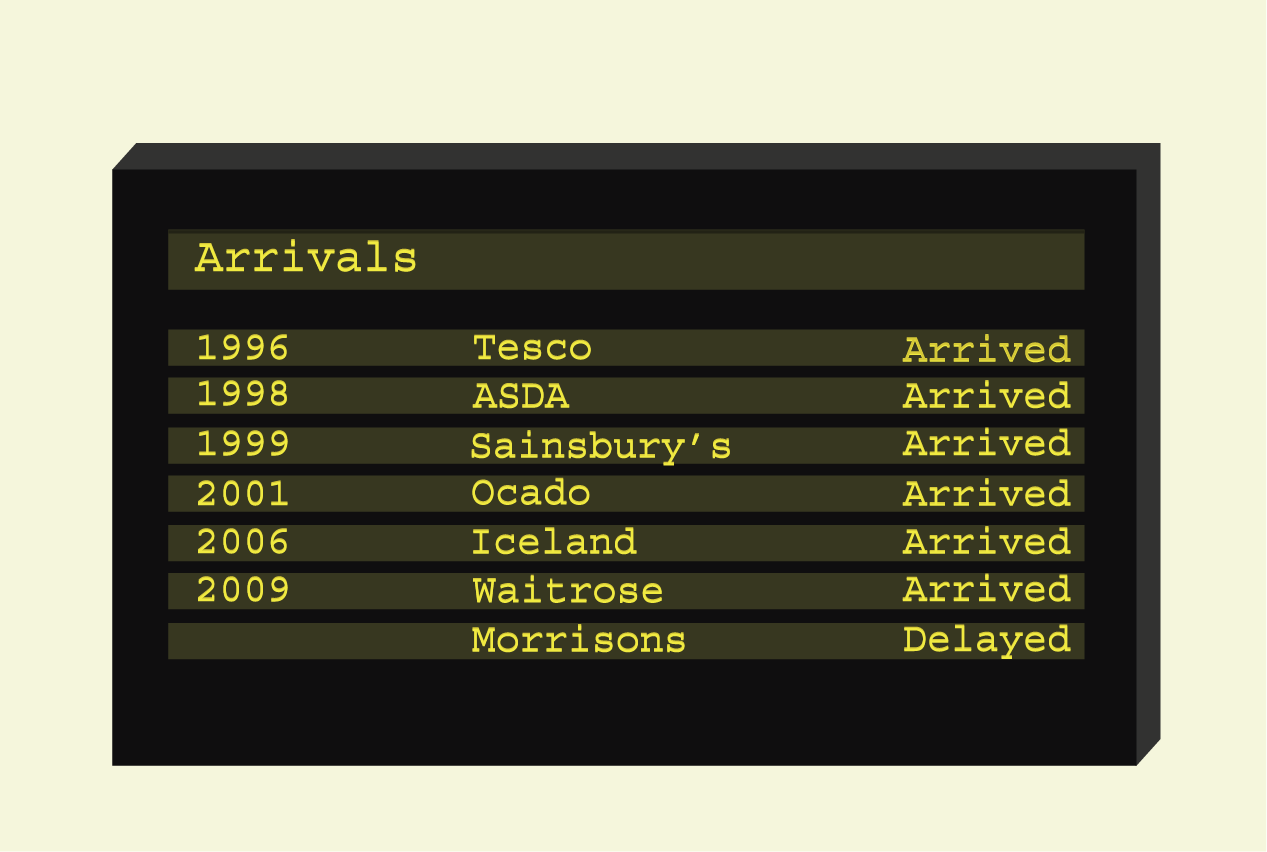 Arrivals
1996 Tesco Arrived
1998 ASDA Arrived
1999 Sainsbury’s Arrived
2001 Ocado Arrived
2006 Iceland Arrived
2009 Waitrose Arrived
Morrisons Delayed